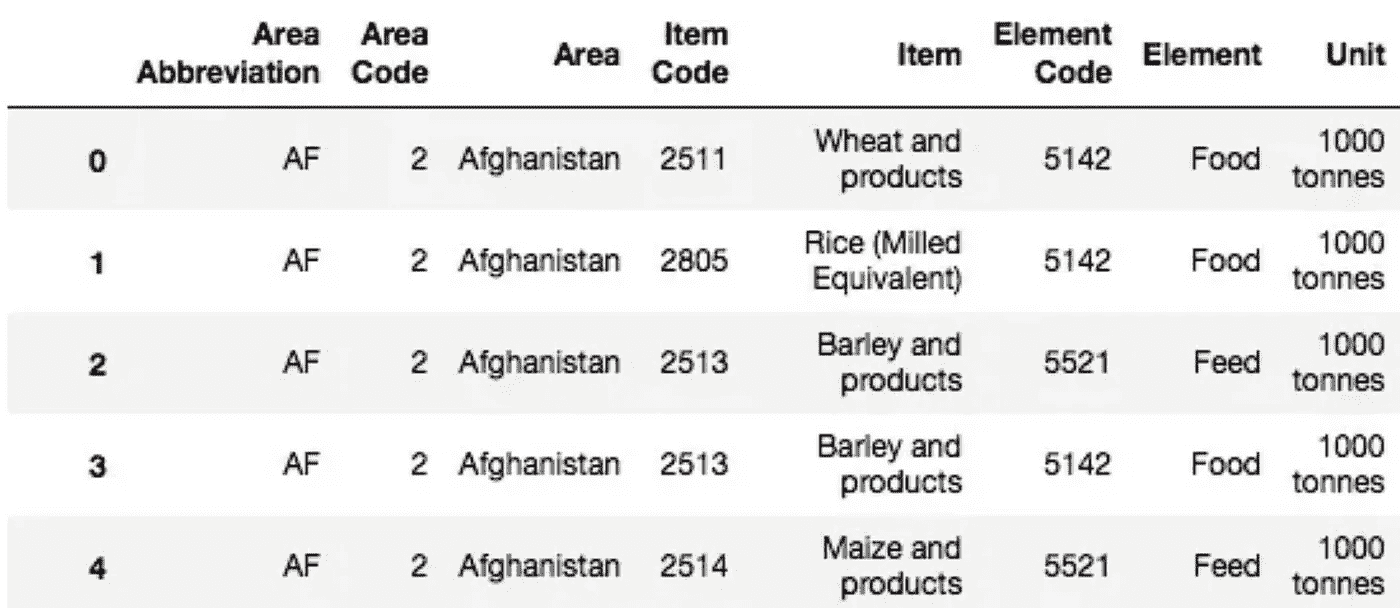 Area Abbreviation Area Code Area Item Code Item Element Code Element Unit
0 AF 2 Afghanistan 2511 Wheat and products 5142 Food 1000 tonnes
1 AF 2 Afghanistan 2805 Rice (Milled Equivalent) 5142 Food 1000 tonnes
2 AF 2 Afghanistan 2513 Barley and products 5521 Feed 1000 tonnes
3 AF 2 Afghanistan 2513 Barley and products 5142 Food 1000 tonnes
4 AF 2 Afghanistan 2514 Maize and products 5521 Feed 1000 tonnes